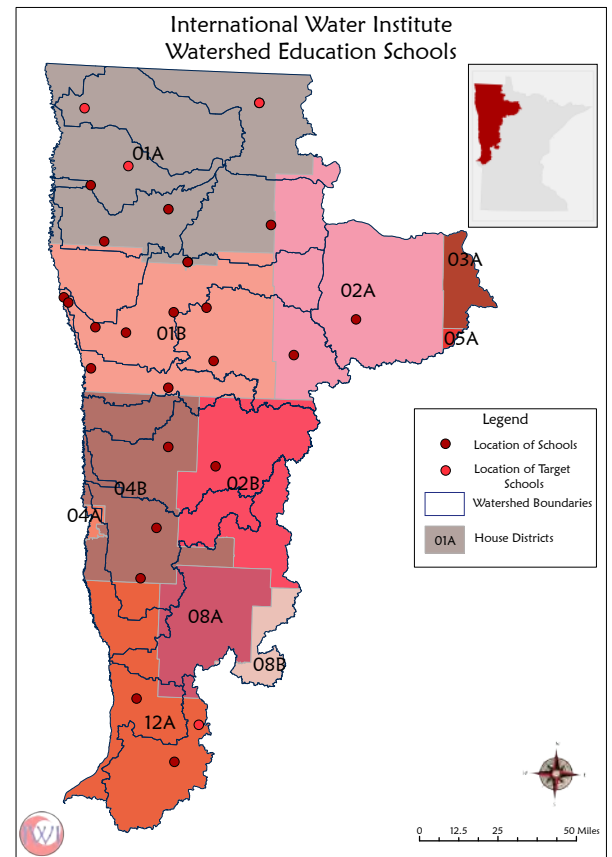 International Water Institute
Watershed Education Schools
01A
03A
02A
01B
05A
04B
02B
04A
08A
08B
12A
Legend
Location of Schools
Location of Target
Schools
Watershed Boundaries
01A
House Districts
IWI
0
12.5
25
50 Miles